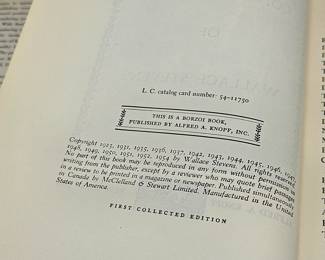 L. C. catalog card number: 54-11750
THIS IS A BORZOI BOOK,
PUBLISHED BY ALFRED A. KNOPF, INC.
Copyright 1923, 1931, 1935, 1936, 1937, 1942, 1943, 1944, 1945, 1946, 1947,
1948, 1949, 1950, 1951, 1952, 1954 by Wallace Stevens. All rights reserved.
No part of this book may be reproduced in any form without permission in
writing from the publisher, except by a reviewer who may quote brief passages
in a review to be printed in a magazine or newspaper. Published simultaneously
in Canada by McClelland & Stewart Limited. Manufactured in the United
States of America.
FIRST COLLECTED EDITION